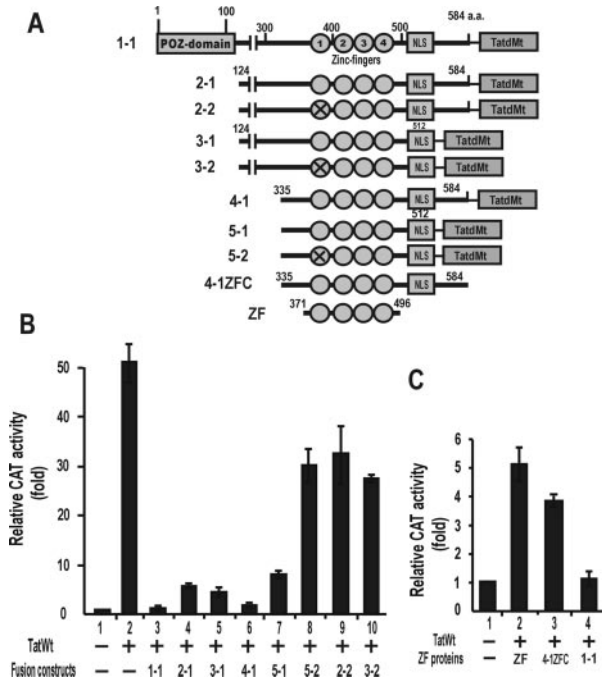 A
1 100 300 400 500 584 a.a.
1-1 POZ-domain 1 2 3 4 NLS TatdMt
Zinc-fingers
2-1 124 NLS 584 TatdMt
2-2 NLS TatdMt
3-1 124 512 NLS TatdMt
3-2 NLS TatdMt
4-1 335 NLS 584 TatdMt
5-1 512 NLS TatdMt
5-2 NLS TatdMt
4-1ZFC 335 NLS 584
ZF 371 496
B
Relative CAT activity
(fold)
50
40
30
20
10
0
1 2 3 4 5 6 7 8 9 10
TatWt – + + + + + + + + +
Fusion constructs – – 1-1 2-1 3-1 4-1 5-1 5-2 2-2 3-2
C
Relative CAT activity
(fold)
6
5
4
3
2
1
0
1 2 3 4
TatWt – + + +
ZF proteins – ZF 4-1ZFC 1-1